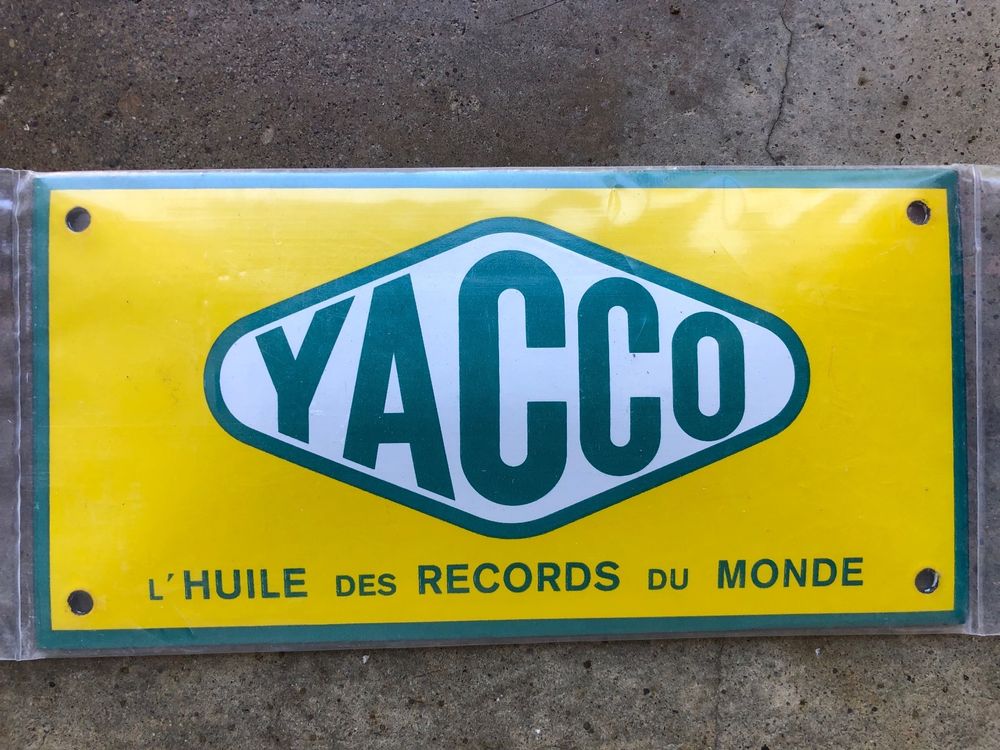 YACCO
L'HUILE DES RECORDS DU MONDE